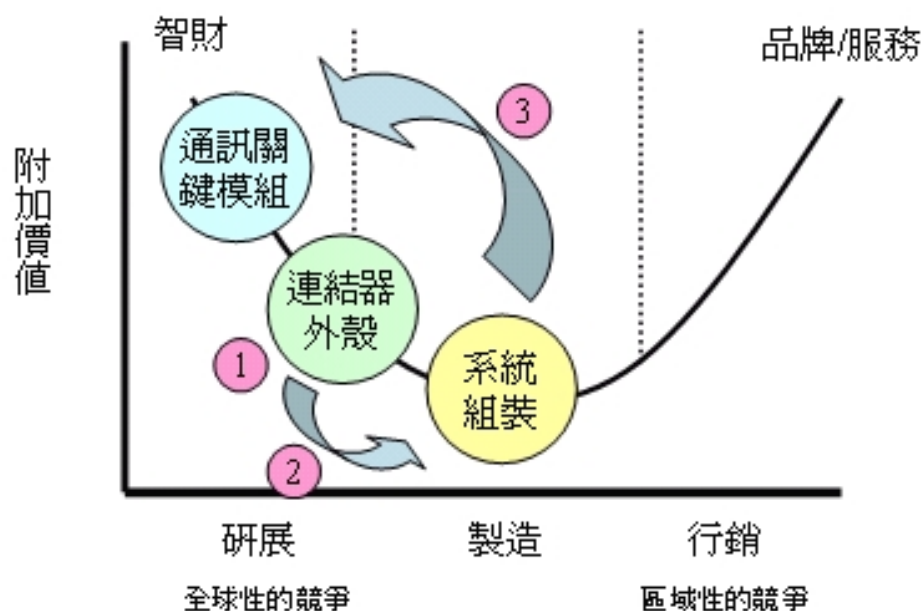 智財
品牌/服務
附加價值
通訊關
鍵模組
3
連結器
外殼
1
系統
組裝
2
研展
製造
行銷
全球性的競爭
區域性的競爭